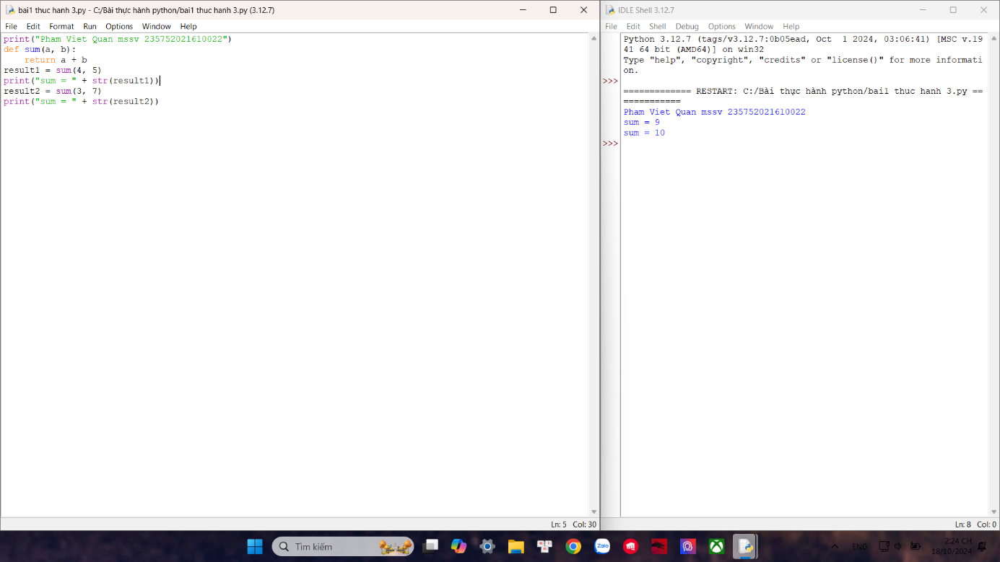 bai1 thuc hanh 3.py - C:/Bài thực hành python/bai1 thuc hanh 3.py (3.12.7)
File Edit Format Run Options Window Help
print("Pham Viet Quan mssv 235752021610022")
def sum(a, b):
    return a + b
result1 = sum(4, 5)
print("sum = " + str(result1))
result2 = sum(3, 7)
print("sum = " + str(result2))
Ln: 5 Col: 30
IDLE Shell 3.12.7
File Edit Shell Debug Options Window Help
Python 3.12.7 (tags/v3.12.7:0b05ead, Oct  1 2024, 03:06:41) [MSC v.19
41 64 bit (AMD64)] on win32
Type "help", "copyright", "credits" or "license()" for more informati
on.
>>>
============= RESTART: C:/Bài thực hành python/bai1 thuc hanh 3.py ==
===========
Pham Viet Quan mssv 235752021610022
sum = 9
sum = 10
>>>
Ln: 8 Col: 0
Tìm kiếm
Zalo
ENG
2:24 CH
18/10/2024